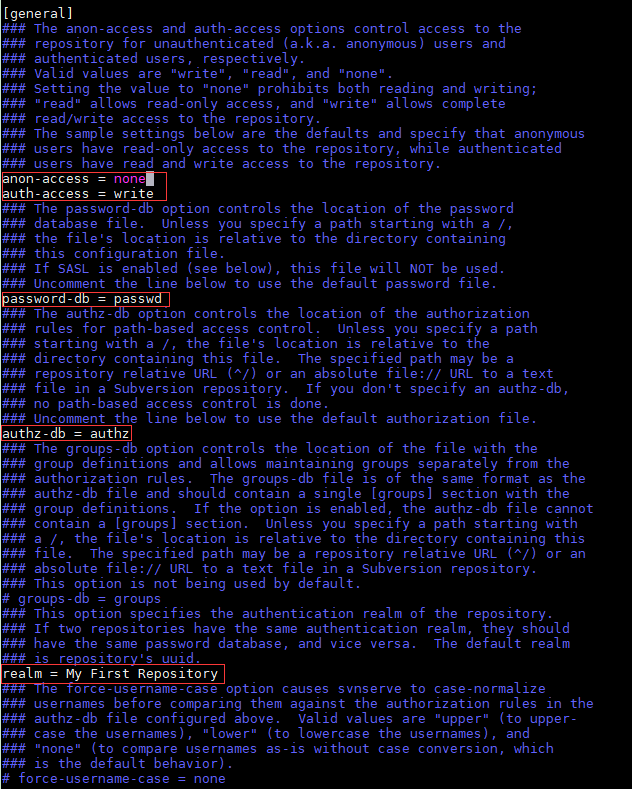 [general]
### The anon-access and auth-access options control access to the
### repository for unauthenticated (a.k.a. anonymous) users and
### authenticated users, respectively.
### Valid values are "write", "read", and "none".
### Setting the value to "none" prohibits both reading and writing;
### "read" allows read-only access, and "write" allows complete
### read/write access to the repository.
### The sample settings below are the defaults and specify that anonymous
### users have read-only access to the repository, while authenticated
### users have read and write access to the repository.
anon-access = none
auth-access = write
### The password-db option controls the location of the password
### database file.  Unless you specify a path starting with a /,
### the file's location is relative to the directory containing
### this configuration file.
### If SASL is enabled (see below), this file will NOT be used.
### Uncomment the line below to use the default password file.
password-db = passwd
### The authz-db option controls the location of the authorization
### rules for path-based access control.  Unless you specify a path
### starting with a /, the file's location is relative to the
### directory containing this file.  The specified path may be a
### repository relative URL (^/) or an absolute file:// URL to a text
### file in a Subversion repository.  If you don't specify an authz-db,
### no path-based access control is done.
### Uncomment the line below to use the default authorization file.
authz-db = authz
### The groups-db option controls the location of the file with the
### group definitions and allows maintaining groups separately from the
### authorization rules.  The groups-db file is of the same format as the
### authz-db file and should contain a single [groups] section with the
### group definitions.  If the option is enabled, the authz-db file cannot
### contain a [groups] section.  Unless you specify a path starting with
### a /, the file's location is relative to the directory containing this
### file.  The specified path may be a repository relative URL (^/) or an
### absolute file:// URL to a text file in a Subversion repository.
### This option is not being used by default.
# groups-db = groups
### This option specifies the authentication realm of the repository.
### If two repositories have the same authentication realm, they should
### have the same password database, and vice versa.  The default realm
### is repository's uuid.
realm = My First Repository
### The force-username-case option causes svnserve to case-normalize
### usernames before comparing them against the authorization rules in the
### authz-db file configured above.  Valid values are "upper" (to upper-
### case the usernames), "lower" (to lowercase the usernames), and
### "none" (to compare usernames as-is without case conversion, which
### is the default behavior).
# force-username-case = none